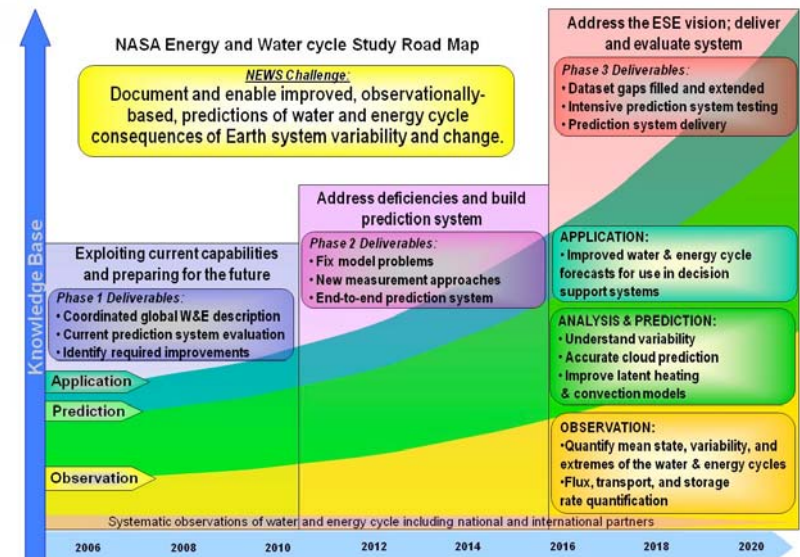 NASA Energy and Water cycle Study Road Map
NEWS Challenge:
Document and enable improved, observationally-
based, predictions of water and energy cycle
consequences of Earth system variability and change.
Address the ESE vision; deliver
and evaluate system
Phase 3 Deliverables:
• Dataset gaps filled and extended
• Intensive prediction system testing
• Prediction system delivery
Address deficiencies and build
prediction system
Phase 2 Deliverables:
• Fix model problems
• New measurement approaches
• End-to-end prediction system
Exploiting current capabilities
and preparing for the future
Phase 1 Deliverables:
• Coordinated global W&E description
• Current prediction system evaluation
• Identify required improvements
Knowledge Base
Application
Prediction
Observation
APPLICATION:
• Improved water & energy cycle
forecasts for use in decision
support systems
ANALYSIS & PREDICTION:
• Understand variability
• Accurate cloud prediction
• Improve latent heating
& convection models
OBSERVATION:
•Quantify mean state, variability, and
extremes of the water & energy cycles
•Flux, transport, and storage
rate quantification
Systematic observations of water and energy cycle including national and international partners
2006 2008 2010 2012 2014 2016 2018 2020